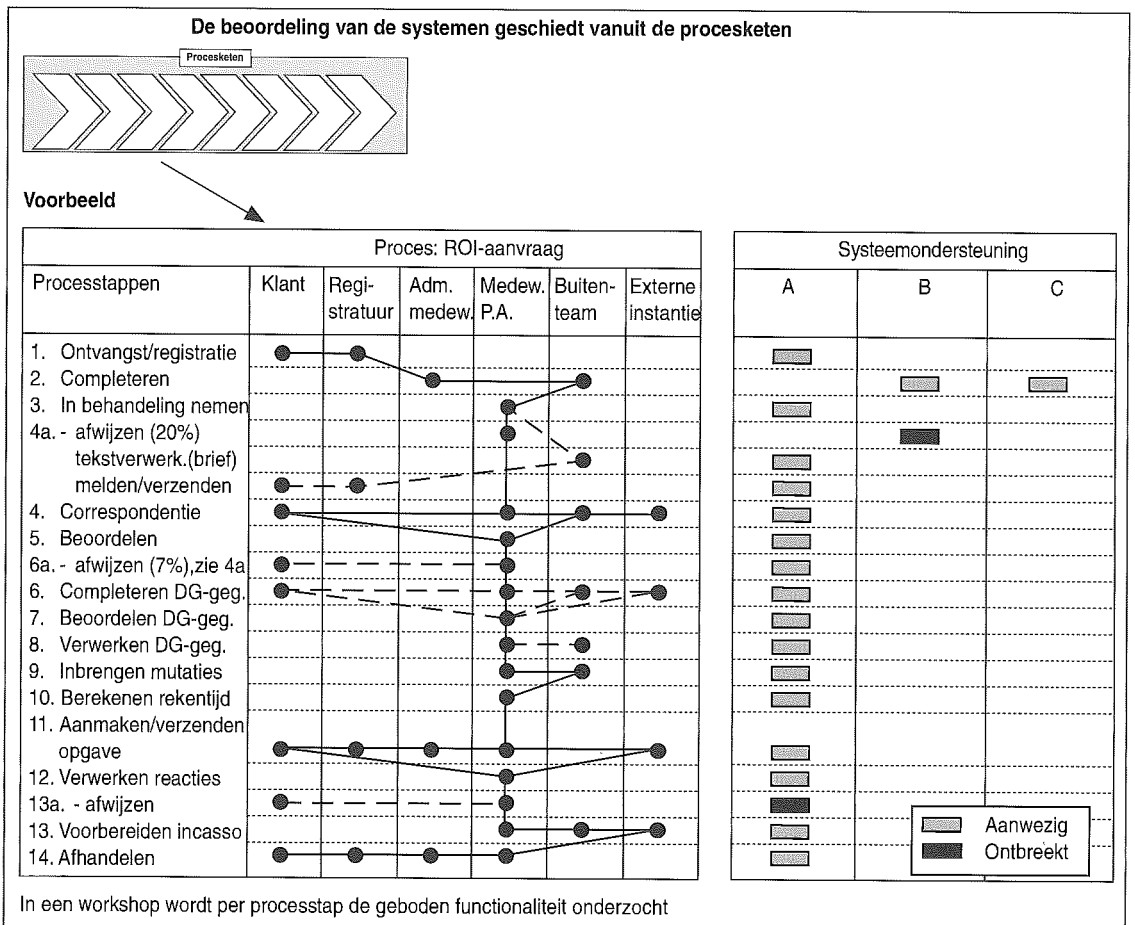 De beoordeling van de systemen geschiedt vanuit de procesketen
Procesketen
Voorbeeld
Proces: ROI-aanvraag
Processtappen
Klant
Regi-
stratuur
Adm.
medew.
Medew.
P.A.
Buiten-
team
Externe
instantie
1. Ontvangst/registratie
2. Completeren
3. In behandeling nemen
4a. - afwijzen (20%)
tekstverwerk.(brief)
melden/verzenden
4. Correspondentie
5. Beoordelen
6a. - afwijzen (7%),zie 4a
6. Completeren DG-geg.
7. Beoordelen DG-geg.
8. Verwerken DG-geg.
9. Inbrengen mutaties
10. Berekenen rekentijd
11. Aanmaken/verzenden
opgave
12. Verwerken reacties
13a. - afwijzen
13. Voorbereiden incasso
14. Afhandelen
Systeemondersteuning
A
B
C
Aanwezig
Ontbreekt
In een workshop wordt per processtap de geboden functionaliteit onderzocht